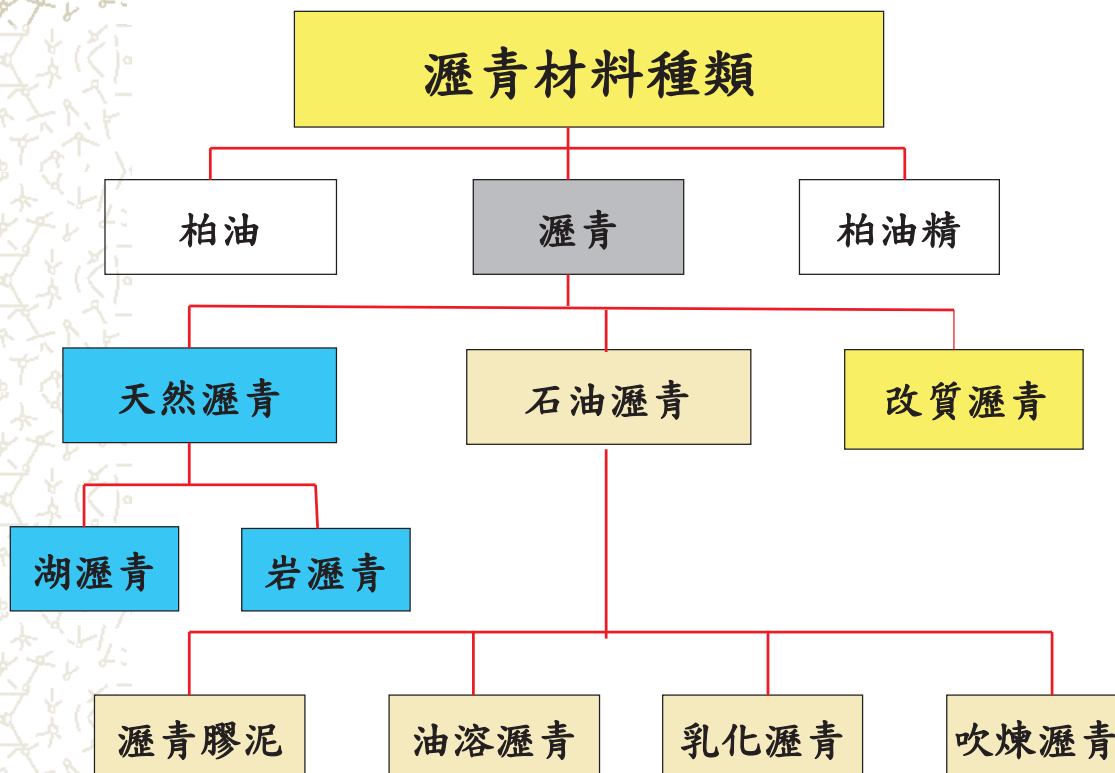 瀝青材料種類
柏油
瀝青
柏油精
天然瀝青
石油瀝青
改質瀝青
湖瀝青
岩瀝青
瀝青膠泥
油溶瀝青
乳化瀝青
吹煉瀝青